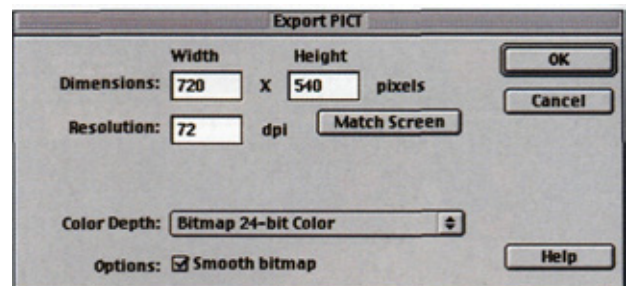 Export PICT
Width Height OK
Dimensions: 720 X 540 pixels Cancel
Resolution: 72 dpi Match Screen
Color Depth: Bitmap 24-bit Color
Options: Smooth bitmap Help